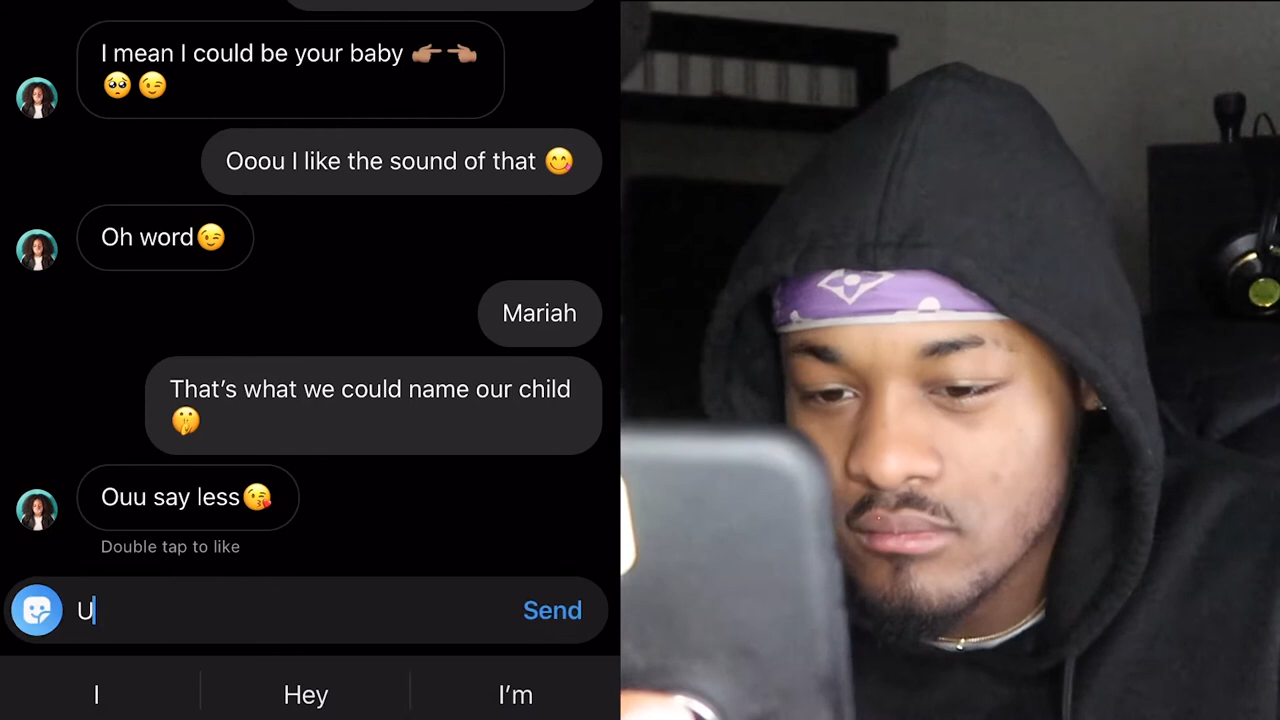 I mean I could be your baby 👉🏽👈🏽
🥺 😉
Ooou I like the sound of that 😋
Oh word😉
Mariah
That’s what we could name our child
🤫
Ouu say less😘
Double tap to like
U
Send
I
Hey
I’m